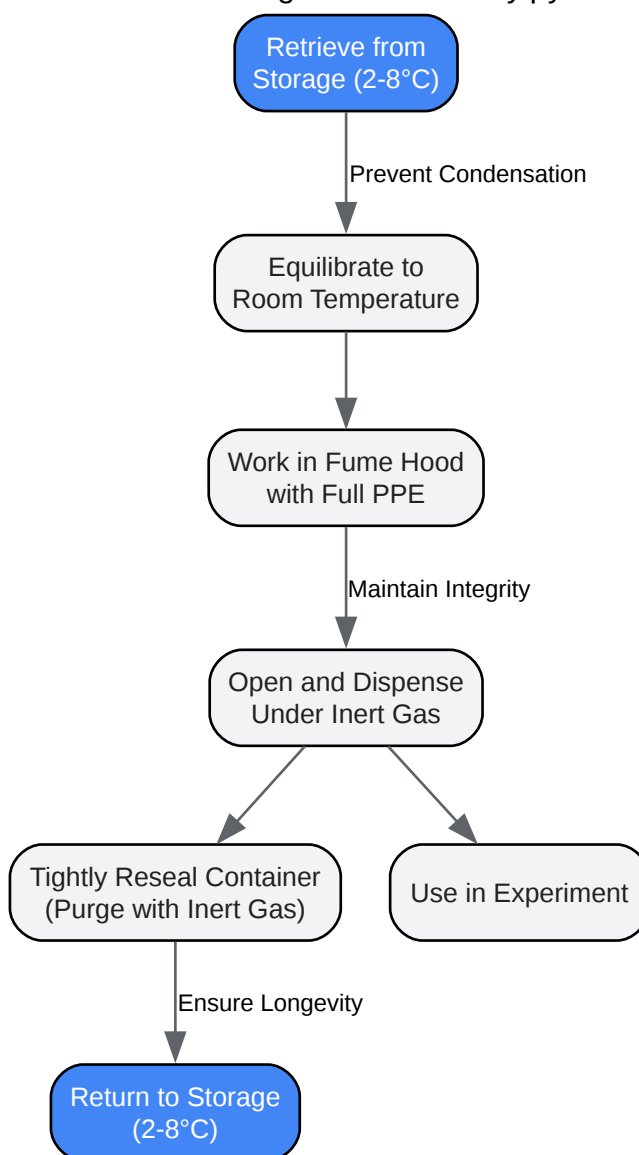 Retrieve from
Storage (2-8°C)
Prevent Condensation
Equilibrate to
Room Temperature
Work in Fume Hood
with Full PPE
Maintain Integrity
Open and Dispense
Under Inert Gas
Tightly Reseal Container
(Purge with Inert Gas)
Use in Experiment
Ensure Longevity
Return to Storage
(2-8°C)